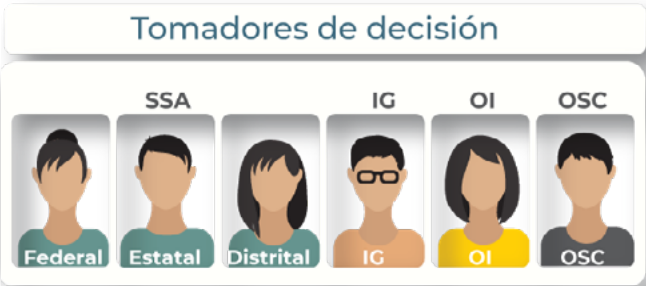 Tomadores de decisión
SSA IG OI OSC
Federal Estatal Distrital IG OI OSC